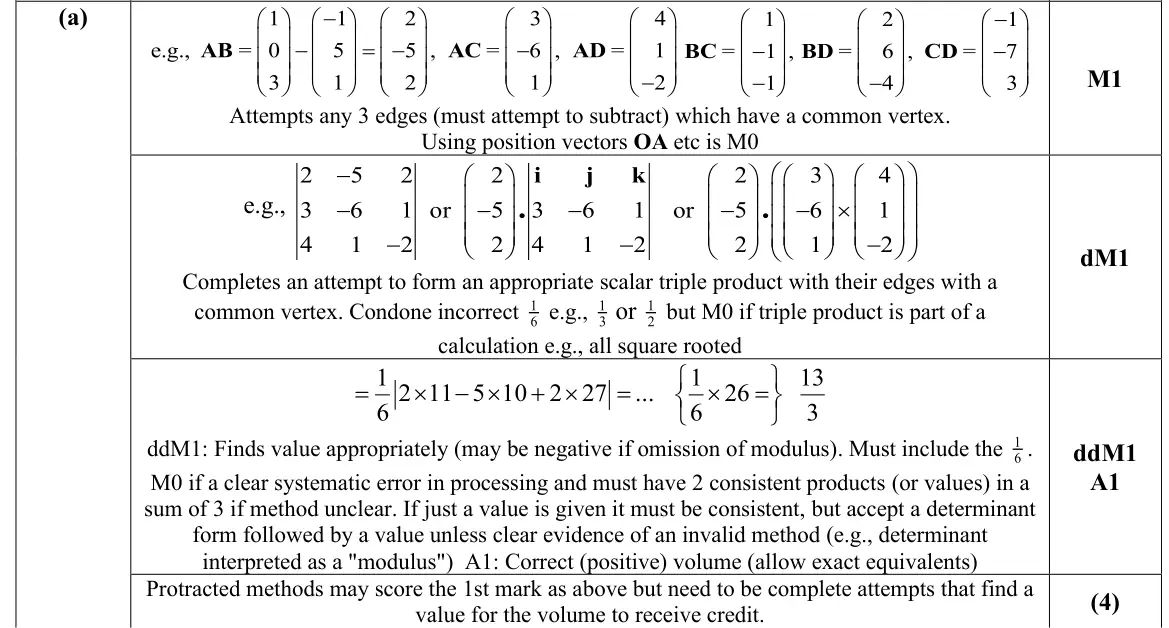 (a)
e.g., AB = (1 0 3) − (−1 5 1) = (2 −5 2), AC = (3 −6 1), AD = (4 1 −2) BC = (1 −1 −1), BD = (2 6 −4), CD = (−1 −7 3)
M1
Attempts any 3 edges (must attempt to subtract) which have a common vertex.
Using position vectors OA etc is M0
e.g., |2 −5 2 / 3 −6 1 / 4 1 −2| or (2 −5 2) . |i j k / 3 −6 1 / 4 1 −2| or (2 −5 2) . ((3 −6 1) × (4 1 −2))
dM1
Completes an attempt to form an appropriate scalar triple product with their edges with a
common vertex. Condone incorrect 1/6 e.g., 1/3 or 1/2 but M0 if triple product is part of a
calculation e.g., all square rooted
= 1/6 |2×11−5×10+2×27| = ... {1/6 ×26 =} 13/3
ddM1: Finds value appropriately (may be negative if omission of modulus). Must include the 1/6 .
M0 if a clear systematic error in processing and must have 2 consistent products (or values) in a
sum of 3 if method unclear. If just a value is given it must be consistent, but accept a determinant
form followed by a value unless clear evidence of an invalid method (e.g., determinant
interpreted as a "modulus") A1: Correct (positive) volume (allow exact equivalents)
ddM1
A1
Protracted methods may score the 1st mark as above but need to be complete attempts that find a
value for the volume to receive credit.
(4)